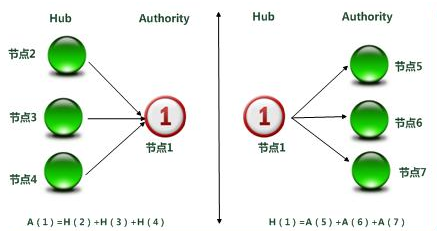 Hub Authority
节点2
节点3
1
节点1
节点4
A(1)=H(2)+H(3)+H(4)
Hub Authority
节点5
1
节点6
节点1
节点7
H(1)=A(5)+A(6)+A(7)